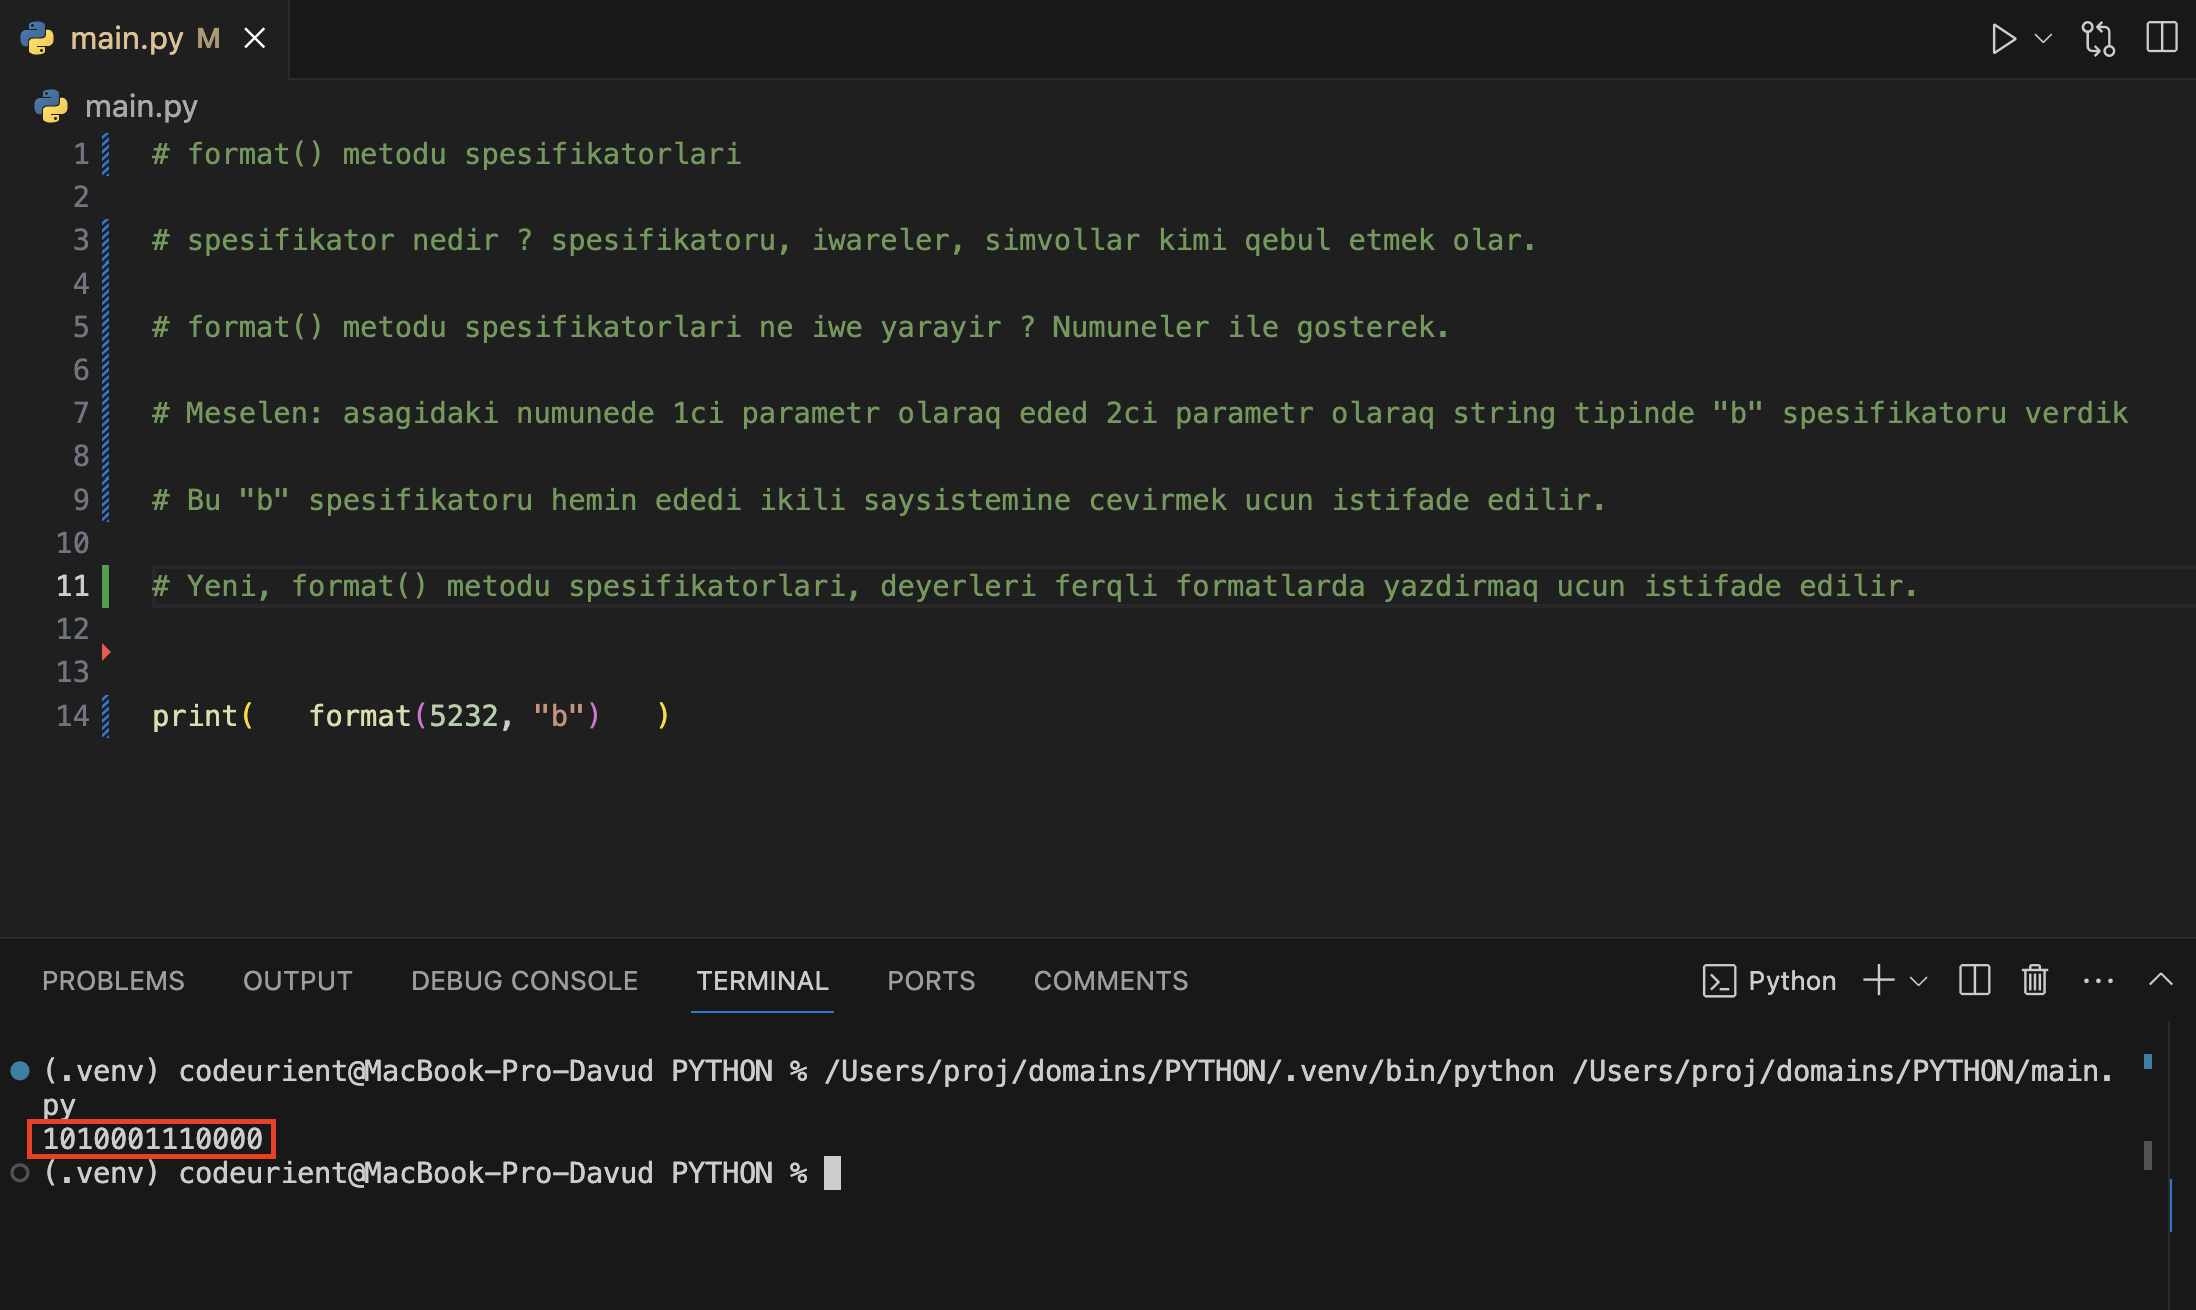 main.py M
main.py
1 # format() metodu spesifikatorlari
2
3 # spesifikator nedir ? spesifikatoru, iwareler, simvollar kimi qebul etmek olar.
4
5 # format() metodu spesifikatorlari ne iwe yarayir ? Numuneler ile gosterek.
6
7 # Meselen: asagidaki numunede 1ci parametr olaraq eded 2ci parametr olaraq string tipinde "b" spesifikatoru verdik
8
9 # Bu "b" spesifikatoru hemin ededi ikili saysistemine cevirmek ucun istifade edilir.
10
11 # Yeni, format() metodu spesifikatorlari, deyerleri ferqli formatlarda yazdirmaq ucun istifade edilir.
12
13
14 print(   format(5232, "b")   )
PROBLEMS OUTPUT DEBUG CONSOLE TERMINAL PORTS COMMENTS Python
(.venv) codeurient@MacBook-Pro-Davud PYTHON % /Users/proj/domains/PYTHON/.venv/bin/python /Users/proj/domains/PYTHON/main.
py
1010001110000
(.venv) codeurient@MacBook-Pro-Davud PYTHON %